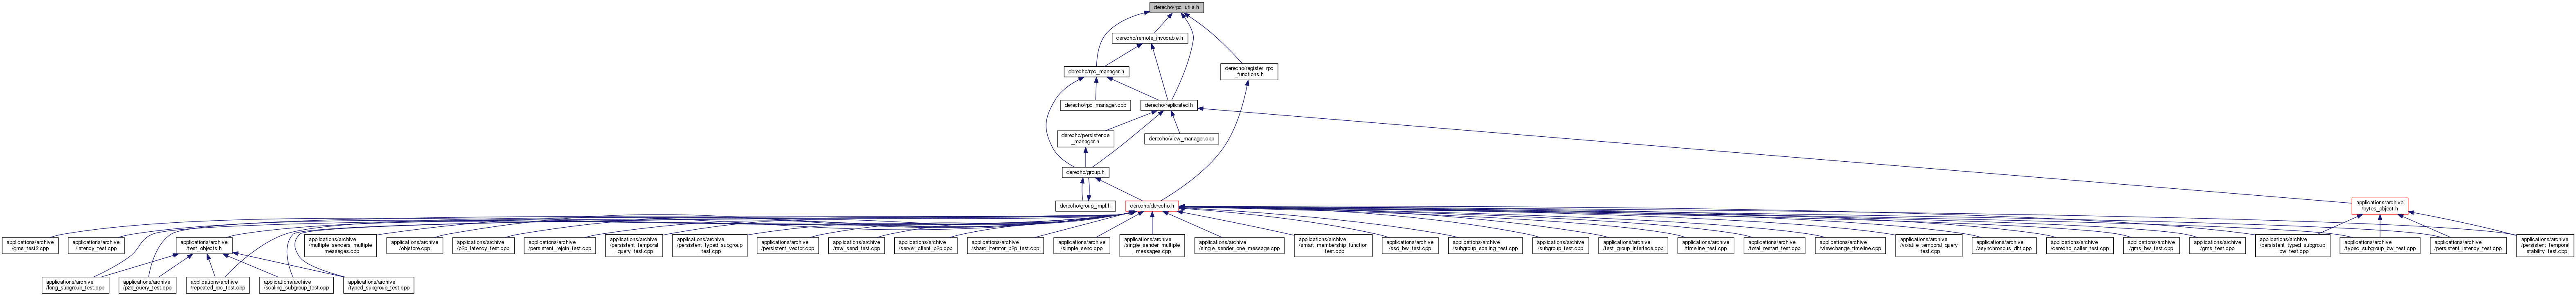 derecho/rpc_utils.h
derecho/remote_invocable.h
derecho/rpc_manager.h
derecho/register_rpc
_functions.h
derecho/rpc_manager.cpp
derecho/replicated.h
derecho/persistence
_manager.h
derecho/view_manager.cpp
derecho/group.h
derecho/group_impl.h
derecho/derecho.h
applications/archive
/bytes_object.h
applications/archive
/gms_test2.cpp
applications/archive
/latency_test.cpp
applications/archive
/test_objects.h
applications/archive
/multiple_senders_multiple
_messages.cpp
applications/archive
/objstore.cpp
applications/archive
/p2p_latency_test.cpp
applications/archive
/persistent_rejoin_test.cpp
applications/archive
/persistent_temporal
_query_test.cpp
applications/archive
/persistent_typed_subgroup
_test.cpp
applications/archive
/persistent_vector.cpp
applications/archive
/raw_send_test.cpp
applications/archive
/server_client_p2p.cpp
applications/archive
/shard_iterator_p2p_test.cpp
applications/archive
/simple_send.cpp
applications/archive
/single_sender_multiple
_messages.cpp
applications/archive
/single_sender_one_message.cpp
applications/archive
/smart_membership_function
_test.cpp
applications/archive
/ssd_bw_test.cpp
applications/archive
/subgroup_scaling_test.cpp
applications/archive
/subgroup_test.cpp
applications/archive
/test_group_interface.cpp
applications/archive
/timeline_test.cpp
applications/archive
/total_restart_test.cpp
applications/archive
/viewchange_timeline.cpp
applications/archive
/volatile_temporal_query
_test.cpp
applications/archive
/asynchronous_dht.cpp
applications/archive
/derecho_caller_test.cpp
applications/archive
/gms_bw_test.cpp
applications/archive
/gms_test.cpp
applications/archive
/persistent_typed_subgroup
_bw_test.cpp
applications/archive
/typed_subgroup_bw_test.cpp
applications/archive
/persistent_latency_test.cpp
applications/archive
/persistent_temporal
_stability_test.cpp
applications/archive
/long_subgroup_test.cpp
applications/archive
/p2p_query_test.cpp
applications/archive
/repeated_rpc_test.cpp
applications/archive
/scaling_subgroup_test.cpp
applications/archive
/typed_subgroup_test.cpp